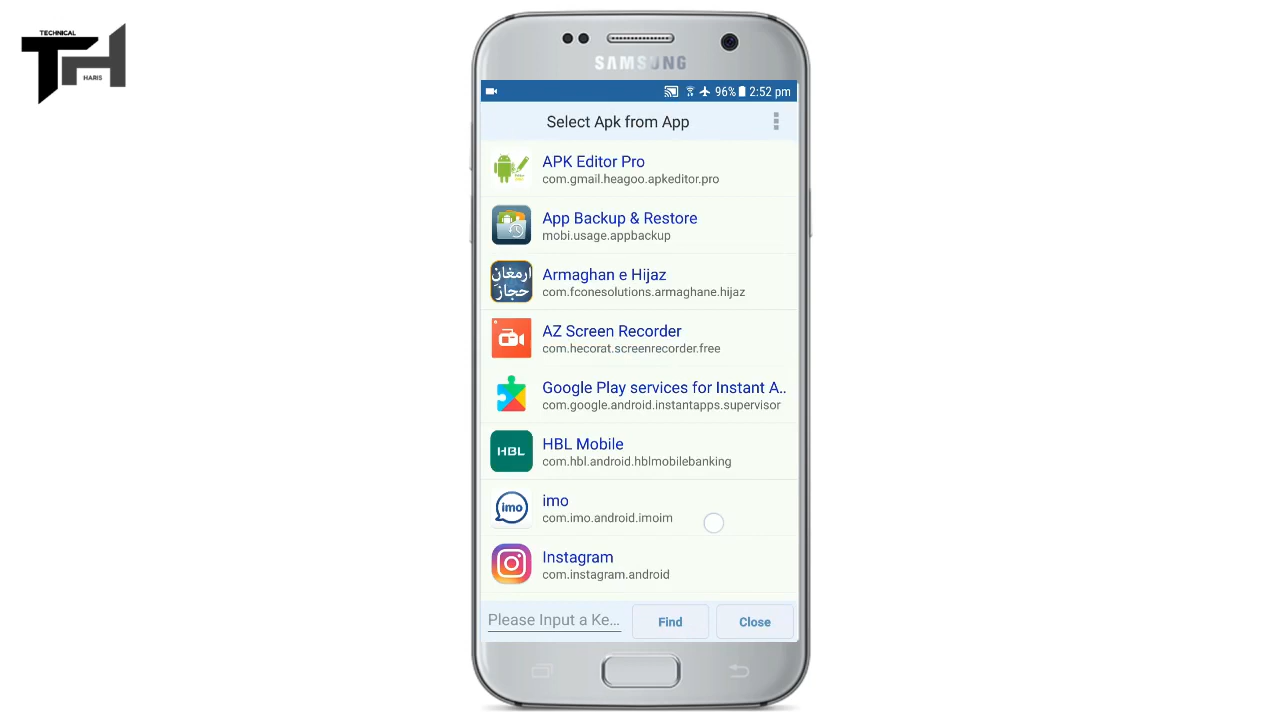 TECHNICAL
TH
HARIS
SAMSUNG
96% 2:52 pm
Select Apk from App
APK Editor Pro
com.gmail.heagoo.apkeditor.pro
App Backup & Restore
mobi.usage.appbackup
ارمغانِ
حجاز
Armaghan e Hijaz
com.fconesolutions.armaghane.hijaz
AZ Screen Recorder
com.hecorat.screenrecorder.free
Google Play services for Instant A..
com.google.android.instantapps.supervisor
HBL
HBL Mobile
com.hbl.android.hblmobilebanking
imo
imo
com.imo.android.imoim
Instagram
com.instagram.android
Please Input a Ke...
Find
Close